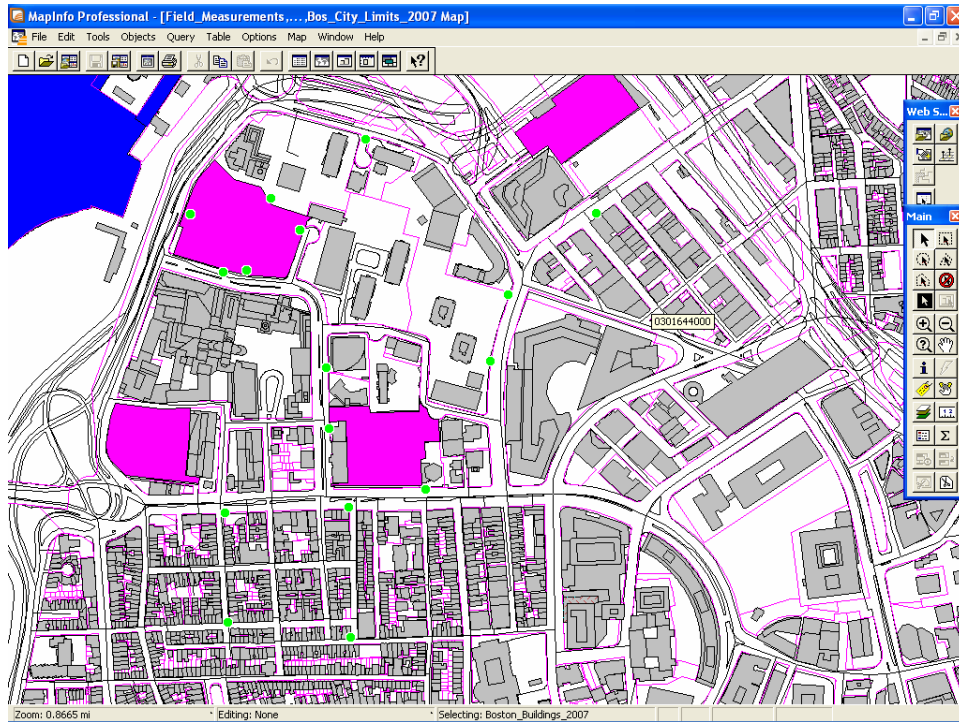 MapInfo Professional - [Field_Measurements,...,Bos_City_Limits_2007 Map]
File Edit Tools Objects Query Table Options Map Window Help
Web S...
Main
0301644000
Zoom: 0.8665 mi
Editing: None
Selecting: Boston_Buildings_2007